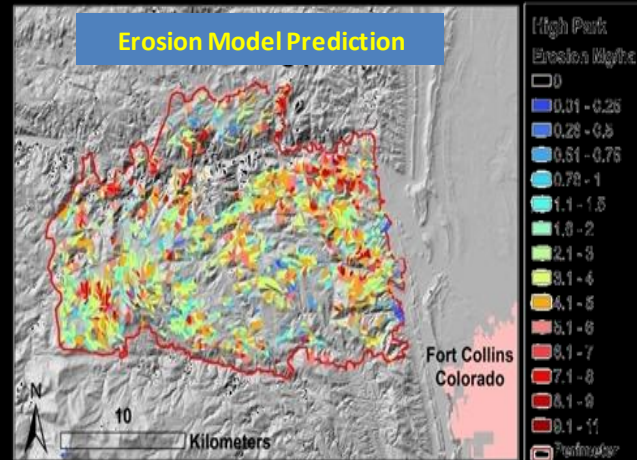 Erosion Model Prediction
High Park
Erosion Mg/ha
0
0.01 - 0.25
0.26 - 0.5
0.51 - 0.75
0.76 - 1
1.1 - 1.5
1.6 - 2
2.1 - 3
3.1 - 4
4.1 - 5
5.1 - 6
6.1 - 7
7.1 - 8
8.1 - 9
9.1 - 11
Perimeter
Fort Collins
Colorado
N
10
Kilometers